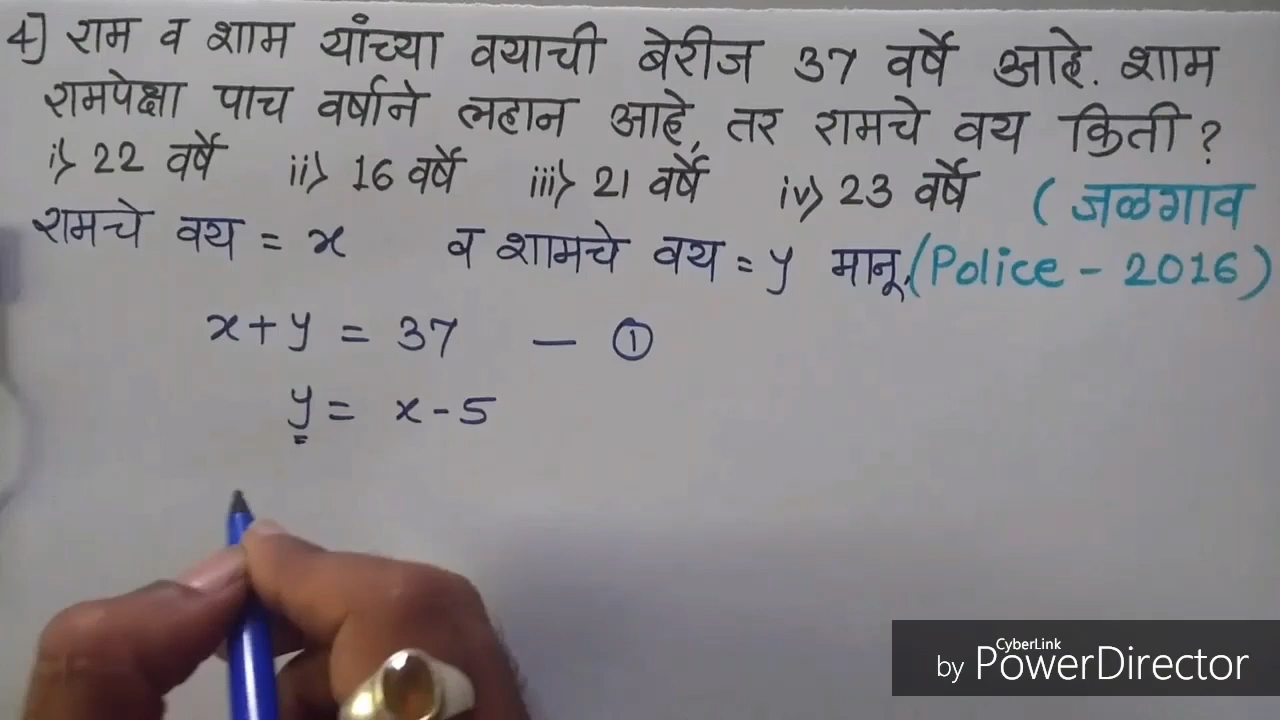 4] राम व शाम यांच्या वयाची बेरीज 37 वर्षे आहे. शाम
रामपेक्षा पाच वर्षाने लहान आहे, तर रामचे वय किती?
i) 22 वर्षे ii) 16 वर्षे iii) 21 वर्षे iv) 23 वर्षे (जळगाव
रामचे वय = x व शामचे वय = y मानू. (Police - 2016)
x + y = 37 — ①
y = x - 5
CyberLink
by PowerDirector